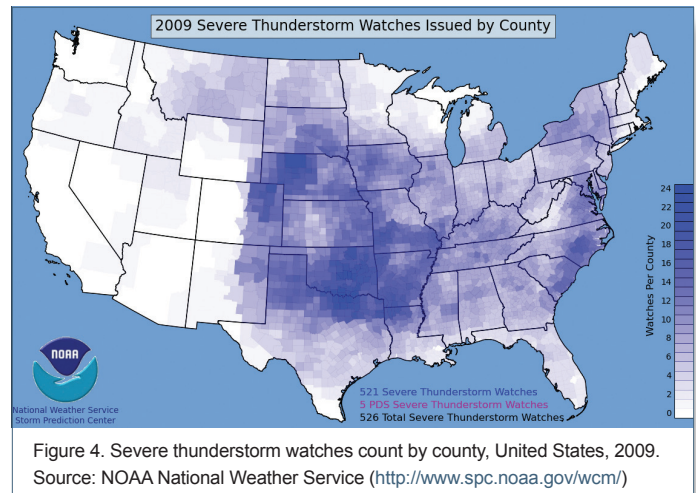 2009 Severe Thunderstorm Watches Issued by County
24
22
20
18
16
14
12
10
8
6
4
2
0
Watches Per County
NOAA
National Weather Service
Storm Prediction Center
521 Severe Thunderstorm Watches
5 PDS Severe Thunderstorm Watches
526 Total Severe Thunderstorm Watches
Figure 4. Severe thunderstorm watches count by county, United States, 2009.
Source: NOAA National Weather Service (http://www.spc.noaa.gov/wcm/)